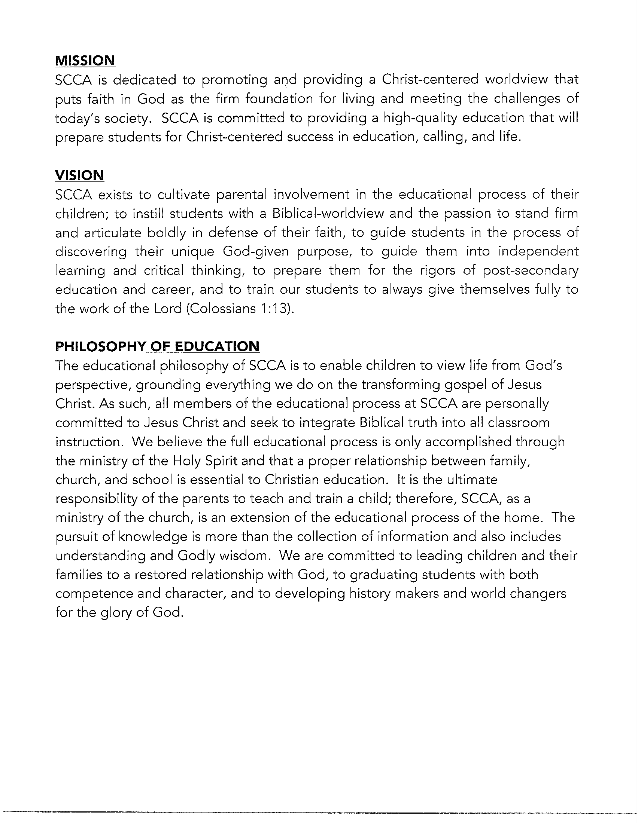 MISSION
SCCA is dedicated to promoting and providing a Christ-centered worldview that
puts faith in God as the firm foundation for living and meeting the challenges of
today's society. SCCA is committed to providing a high-quality education that will
prepare students for Christ-centered success in education, calling, and life.
VISION
SCCA exists to cultivate parental involvement in the educational process of their
children; to instill students with a Biblical-worldview and the passion to stand firm
and articulate boldly in defense of their faith, to guide students in the process of
discovering their unique God-given purpose, to guide them into independent
learning and critical thinking, to prepare them for the rigors of post-secondary
education and career, and to train our students to always give themselves fully to
the work of the Lord (Colossians 1:13).
PHILOSOPHY OF EDUCATION
The educational philosophy of SCCA is to enable children to view life from God's
perspective, grounding everything we do on the transforming gospel of Jesus
Christ. As such, all members of the educational process at SCCA are personally
committed to Jesus Christ and seek to integrate Biblical truth into all classroom
instruction. We believe the full educational process is only accomplished through
the ministry of the Holy Spirit and that a proper relationship between family,
church, and school is essential to Christian education. It is the ultimate
responsibility of the parents to teach and train a child; therefore, SCCA, as a
ministry of the church, is an extension of the educational process of the home. The
pursuit of knowledge is more than the collection of information and also includes
understanding and Godly wisdom. We are committed to leading children and their
families to a restored relationship with God, to graduating students with both
competence and character, and to developing history makers and world changers
for the glory of God.